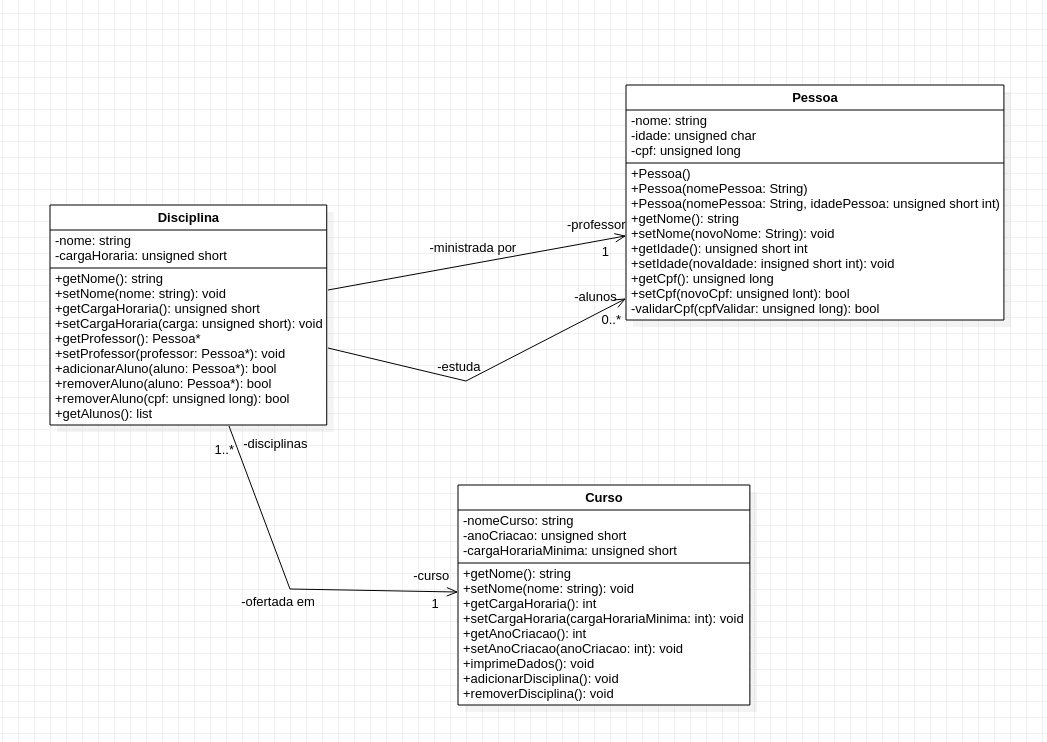 Pessoa
-nome: string
-idade: unsigned char
-cpf: unsigned long
+Pessoa()
+Pessoa(nomePessoa: String)
+Pessoa(nomePessoa: String, idadePessoa: unsigned short int)
+getNome(): string
+setNome(novoNome: String): void
+getIdade(): unsigned short int
+setIdade(novaIdade: insigned short int): void
+getCpf(): unsigned long
+setCpf(novoCpf: unsigned lont): bool
-validarCpf(cpfValidar: unsigned long): bool
Disciplina
-nome: string
-cargaHoraria: unsigned short
+getNome(): string
+setNome(nome: string): void
+getCargaHoraria(): unsigned short
+setCargaHoraria(carga: unsigned short): void
+getProfessor(): Pessoa*
+setProfessor(professor: Pessoa*): void
+adicionarAluno(aluno: Pessoa*): bool
+removerAluno(aluno: Pessoa*): bool
+removerAluno(cpf: unsigned long): bool
+getAlunos(): list
-professor
-ministrada por
1
-alunos
0..*
-estuda
1..*
-disciplinas
-curso
-ofertada em
1
Curso
-nomeCurso: string
-anoCriacao: unsigned short
-cargaHorariaMinima: unsigned short
+getNome(): string
+setNome(nome: string): void
+getCargaHoraria(): int
+setCargaHoraria(cargaHorariaMinima: int): void
+getAnoCriacao(): int
+setAnoCriacao(anoCriacao: int): void
+imprimeDados(): void
+adicionarDisciplina(): void
+removerDisciplina(): void